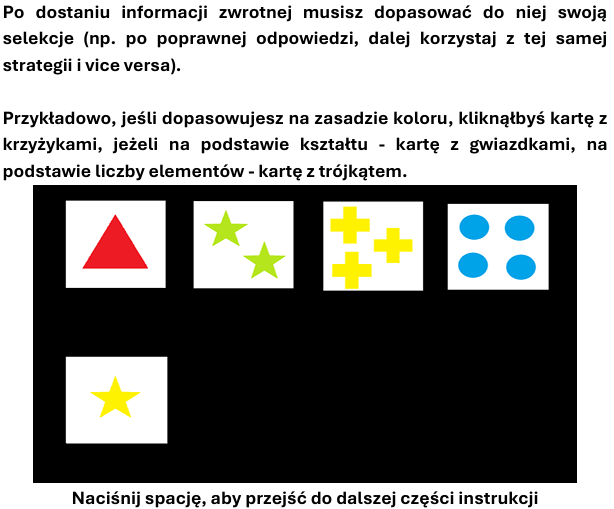 Po dostaniu informacji zwrotnej musisz dopasować do niej swoją
selekcje (np. po poprawnej odpowiedzi, dalej korzystaj z tej samej
strategii i vice versa).
Przykładowo, jeśli dopasowujesz na zasadzie koloru, kliknąłbyś kartę z
krzyżykami, jeżeli na podstawie kształtu - kartę z gwiazdkami, na
podstawie liczby elementów - kartę z trójkątem.
Naciśnij spację, aby przejść do dalszej części instrukcji